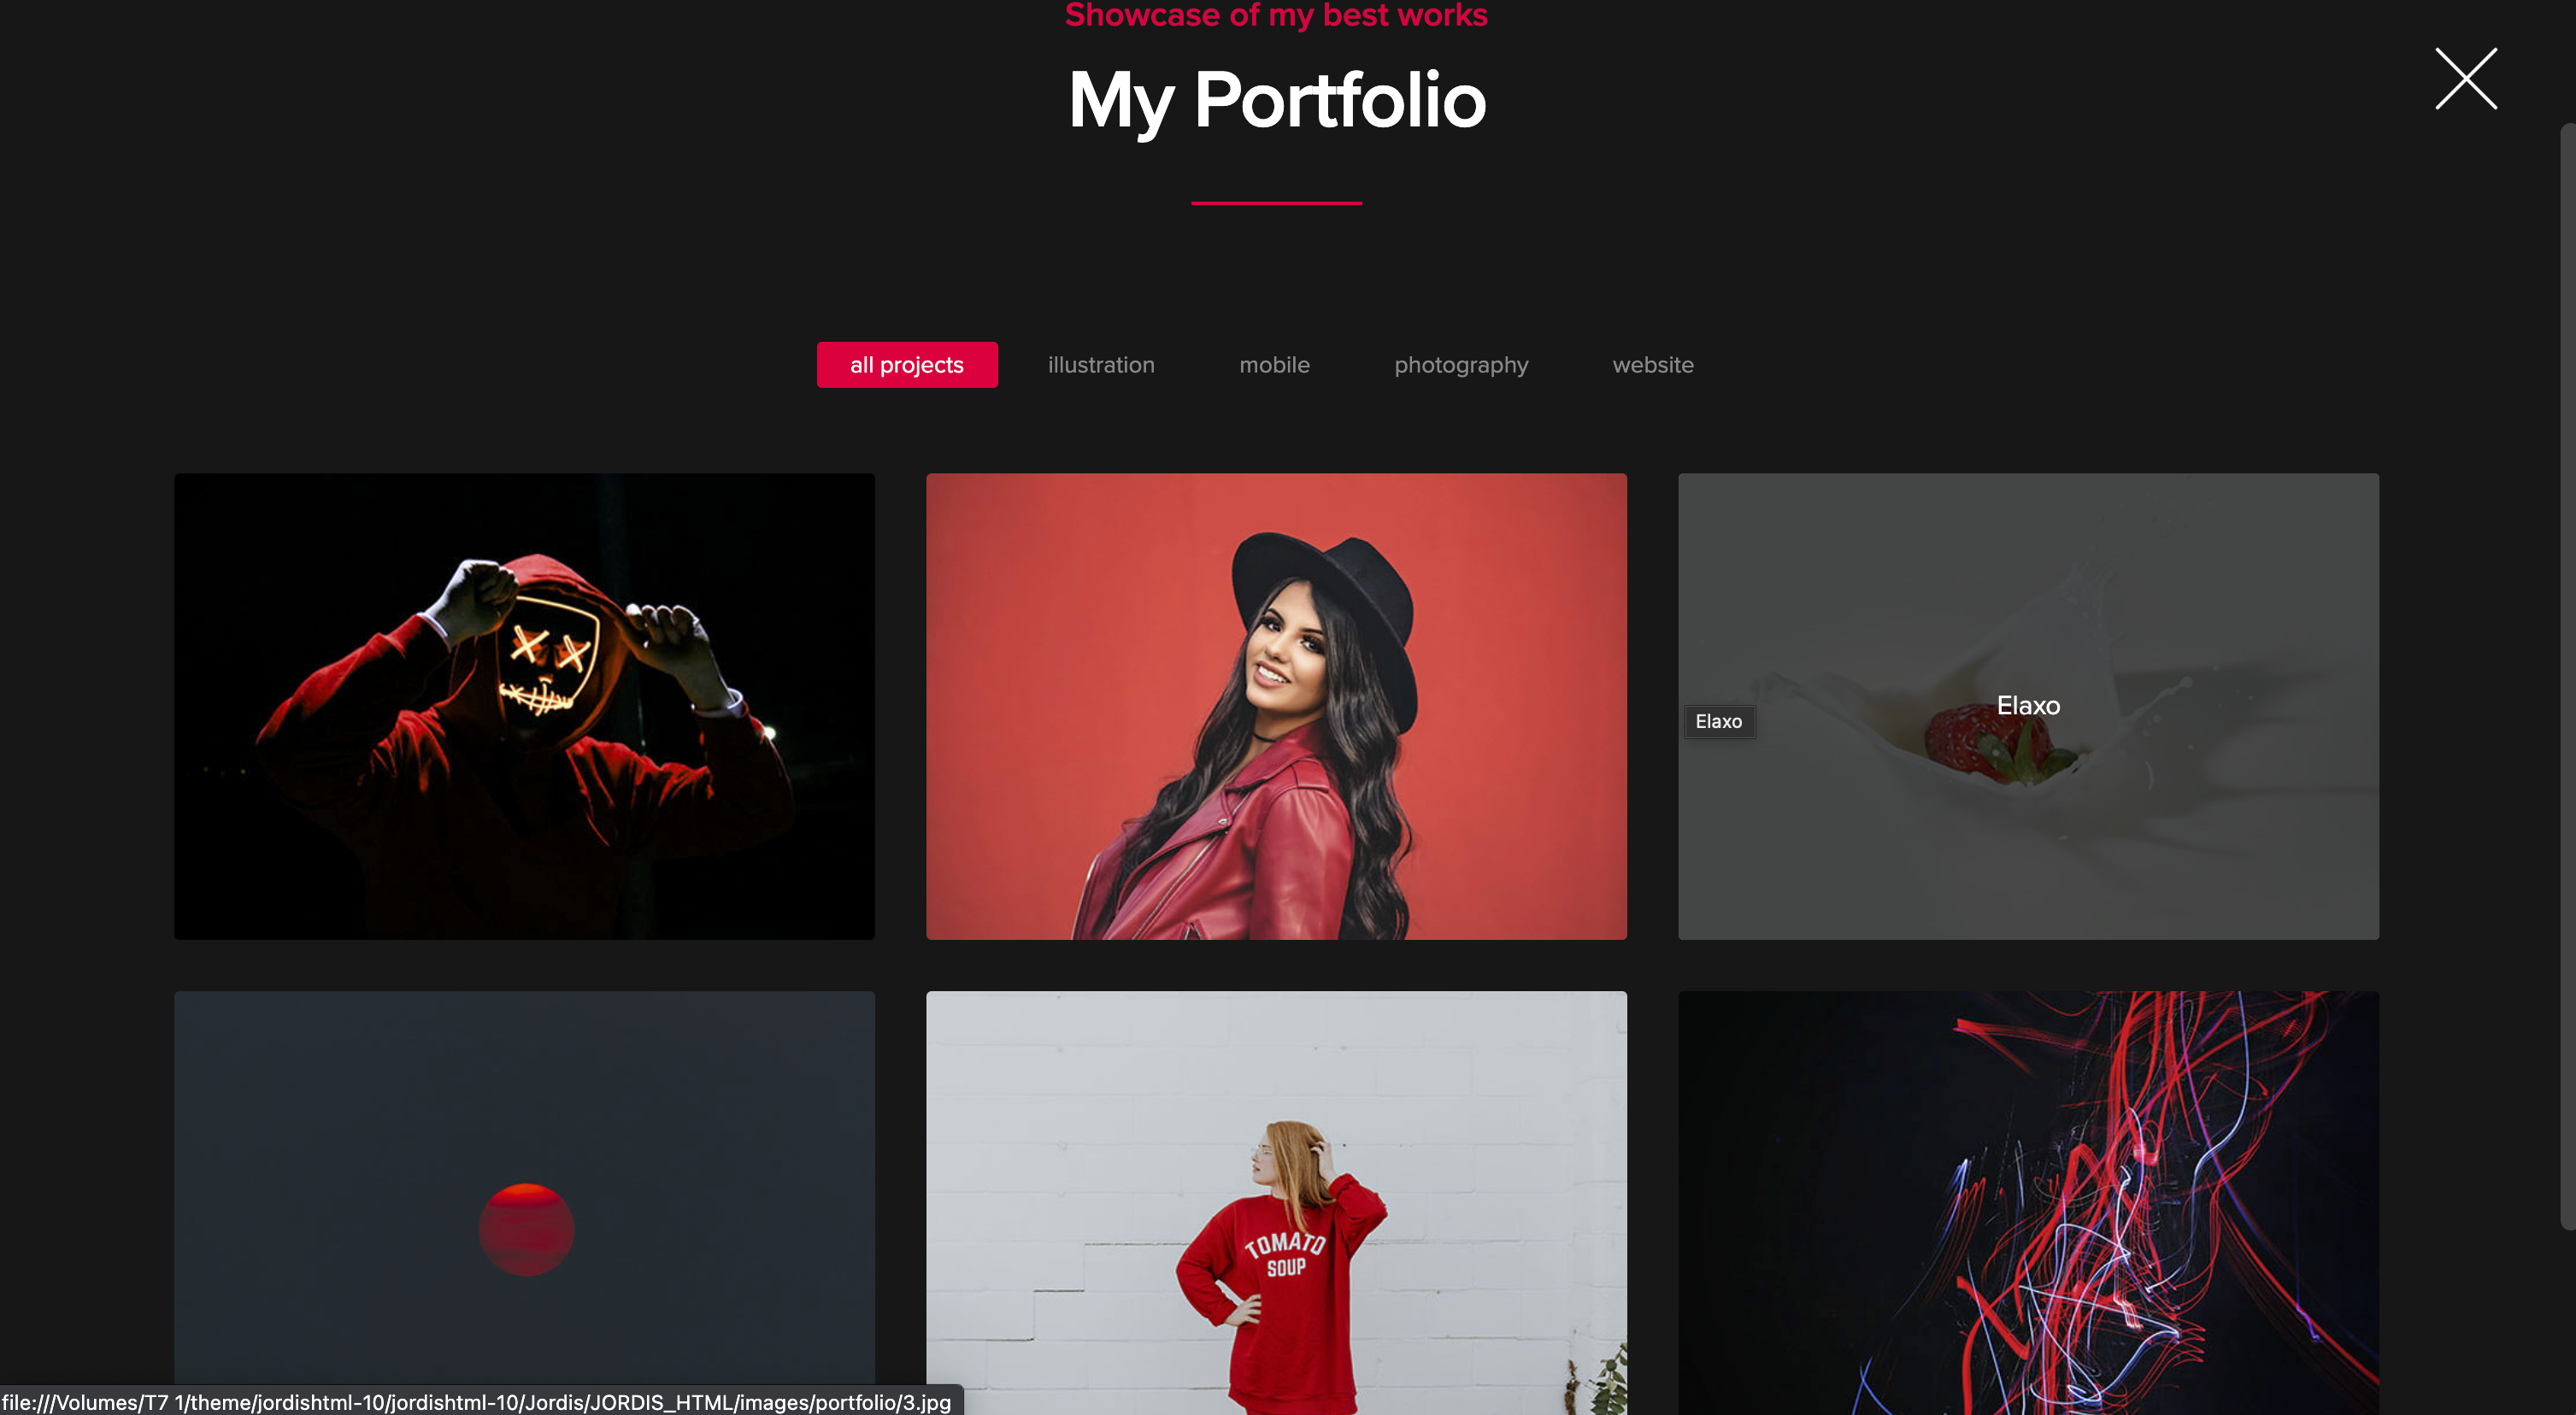 Showcase of my best works
My Portfolio
all projects
illustration
mobile
photography
website
Elaxo
Elaxo
TOMATO
SOUP
file:///Volumes/T7 1/theme/jordishtml-10/jordishtml-10/Jordis/JORDIS_HTML/images/portfolio/3.jpg